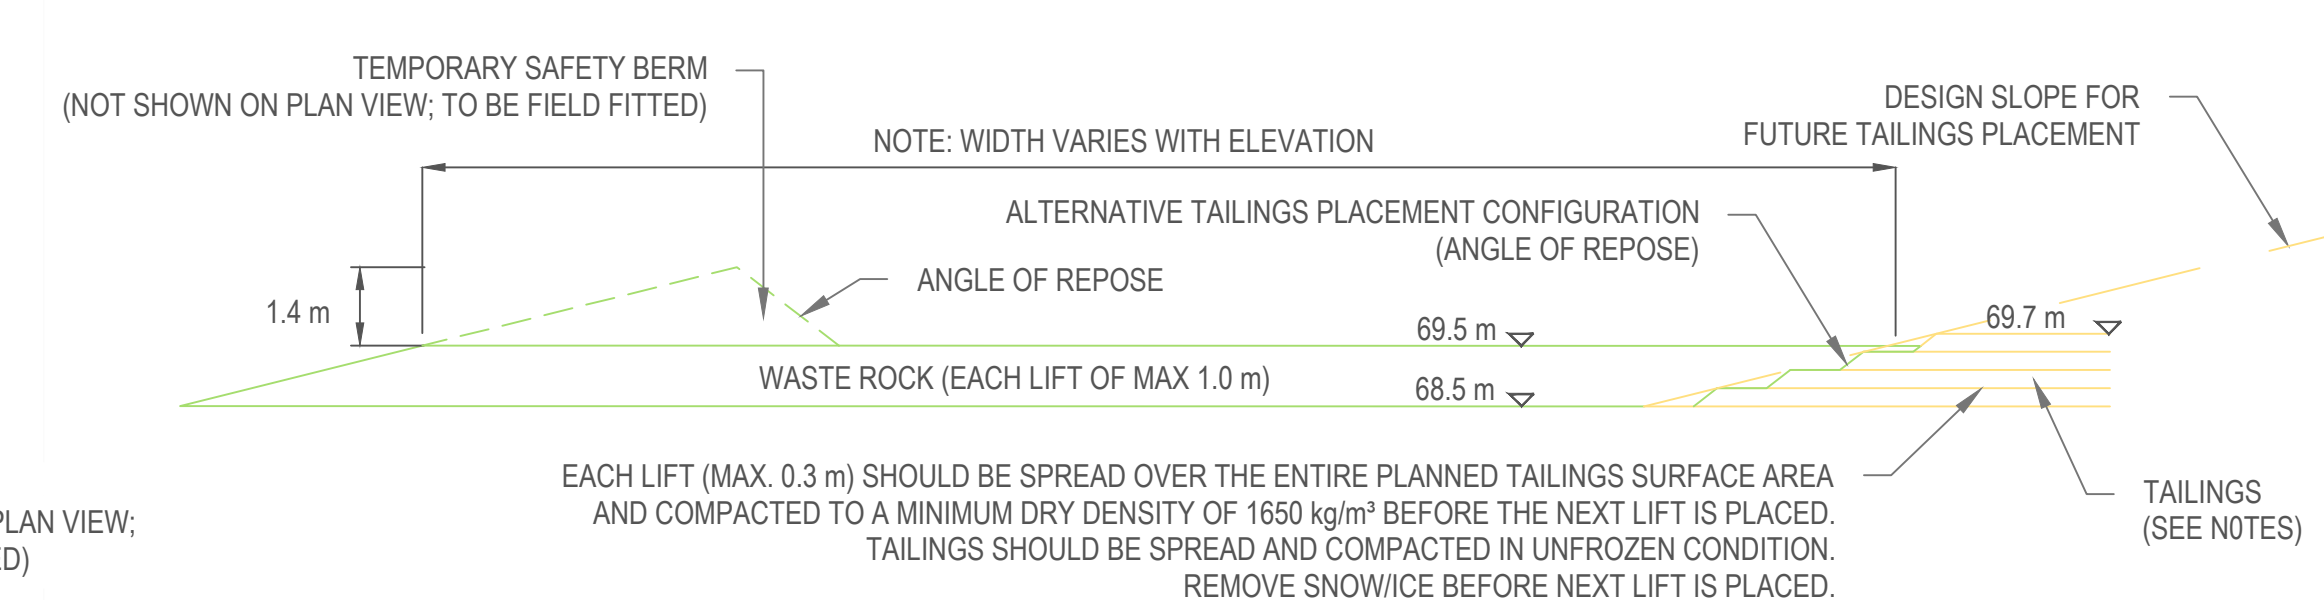 TEMPORARY SAFETY BERM
(NOT SHOWN ON PLAN VIEW; TO BE FIELD FITTED)
NOTE: WIDTH VARIES WITH ELEVATION
DESIGN SLOPE FOR
FUTURE TAILINGS PLACEMENT
ALTERNATIVE TAILINGS PLACEMENT CONFIGURATION
(ANGLE OF REPOSE)
ANGLE OF REPOSE
1.4 m
69.5 m
69.7 m
WASTE ROCK (EACH LIFT OF MAX 1.0 m)
68.5 m
EACH LIFT (MAX. 0.3 m) SHOULD BE SPREAD OVER THE ENTIRE PLANNED TAILINGS SURFACE AREA
AND COMPACTED TO A MINIMUM DRY DENSITY OF 1650 kg/m³ BEFORE THE NEXT LIFT IS PLACED.
TAILINGS SHOULD BE SPREAD AND COMPACTED IN UNFROZEN CONDITION.
REMOVE SNOW/ICE BEFORE NEXT LIFT IS PLACED.
TAILINGS
(SEE N0TES)
PLAN VIEW;
ED)